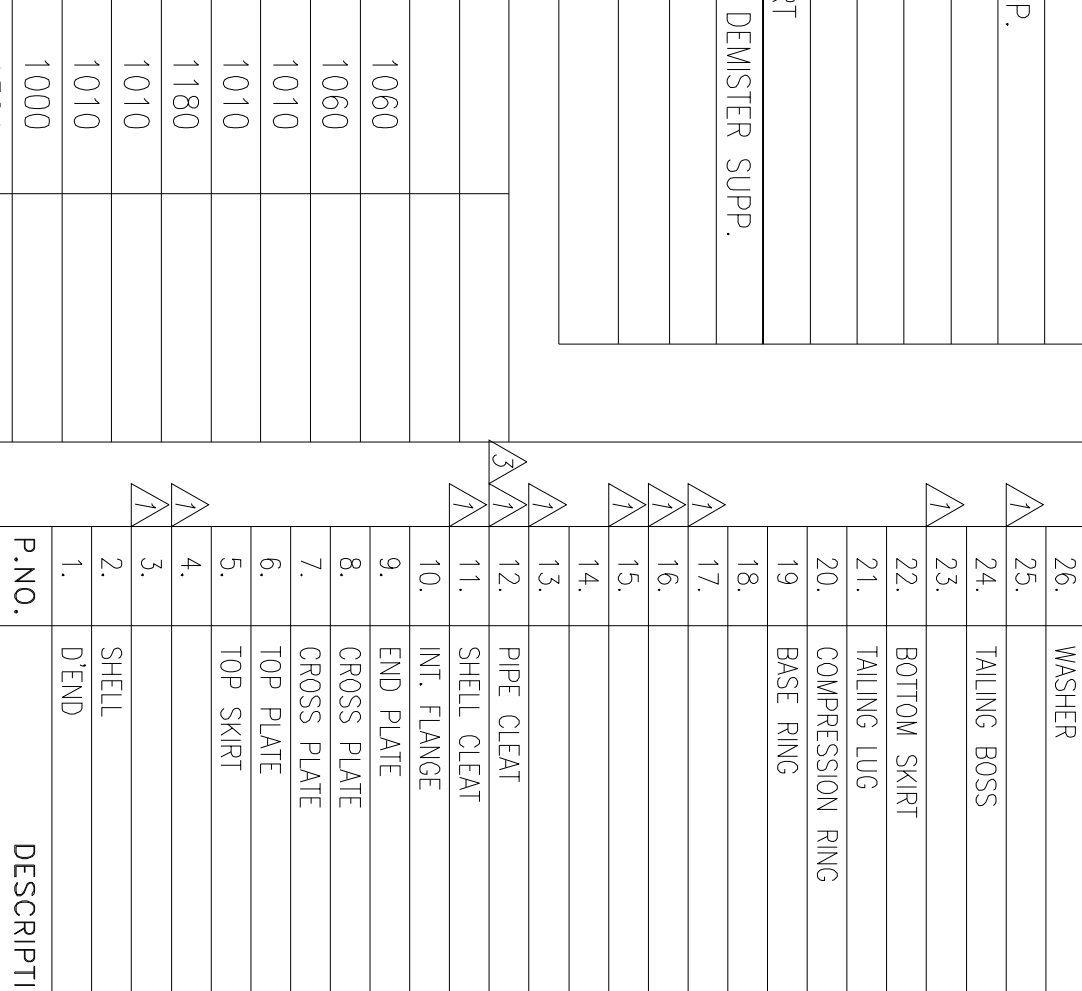 P.
RT
DEMISTER SUPP.
1060
1060
1010
1010
1180
1010
1010
1000
26. WASHER
1 25.
24. TAILING BOSS
1 23.
22. BOTTOM SKIRT
21. TAILING LUG
20. COMPRESSION RING
19 BASE RING
18.
1 17.
1 16.
1 15.
14.
1 13.
3 1 12. PIPE CLEAT
1 11. SHELL CLEAT
10. INT. FLANGE
9. END PLATE
8. CROSS PLATE
7. CROSS PLATE
6. TOP PLATE
5. TOP SKIRT
1 4.
1 3.
2. SHELL
1. D'END
P.NO. DESCRIPTI